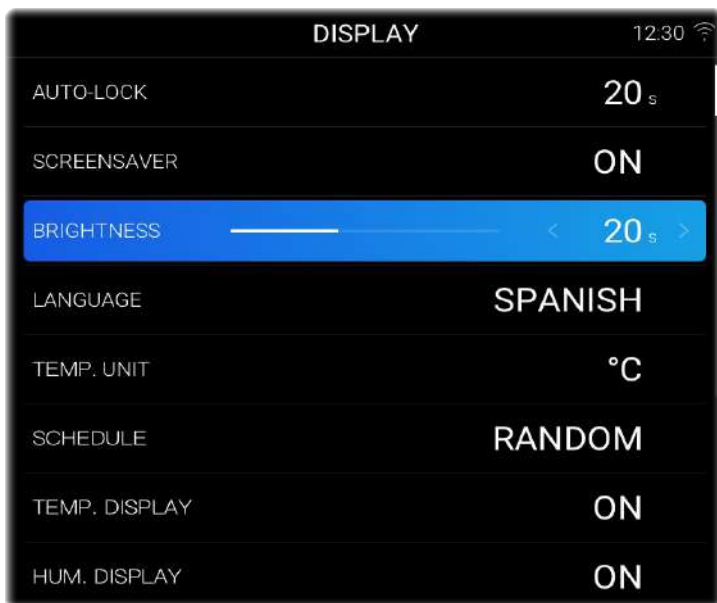 DISPLAY 12:30
AUTO-LOCK 20 s
SCREENSAVER ON
BRIGHTNESS < 20 s >
LANGUAGE SPANISH
TEMP. UNIT °C
SCHEDULE RANDOM
TEMP. DISPLAY ON
HUM. DISPLAY ON